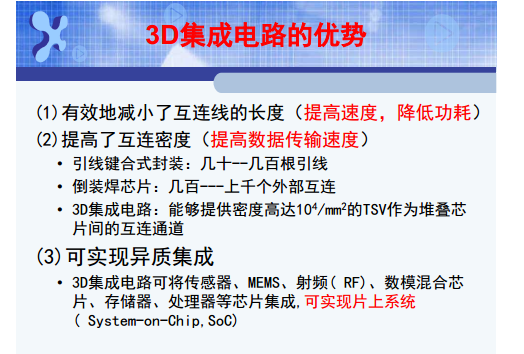 3D集成电路的优势
(1)有效地减小了互连线的长度（提高速度，降低功耗）
(2)提高了互连密度（提高数据传输速度）
• 引线键合式封装：几十--几百根引线
• 倒装焊芯片：几百---上千个外部互连
• 3D集成电路：能够提供密度高达10⁴/mm²的TSV作为堆叠芯
片间的互连通道
(3)可实现异质集成
• 3D集成电路可将传感器、MEMS、射频( RF)、数模混合芯
片、存储器、处理器等芯片集成,可实现片上系统
( System-on-Chip,SoC)